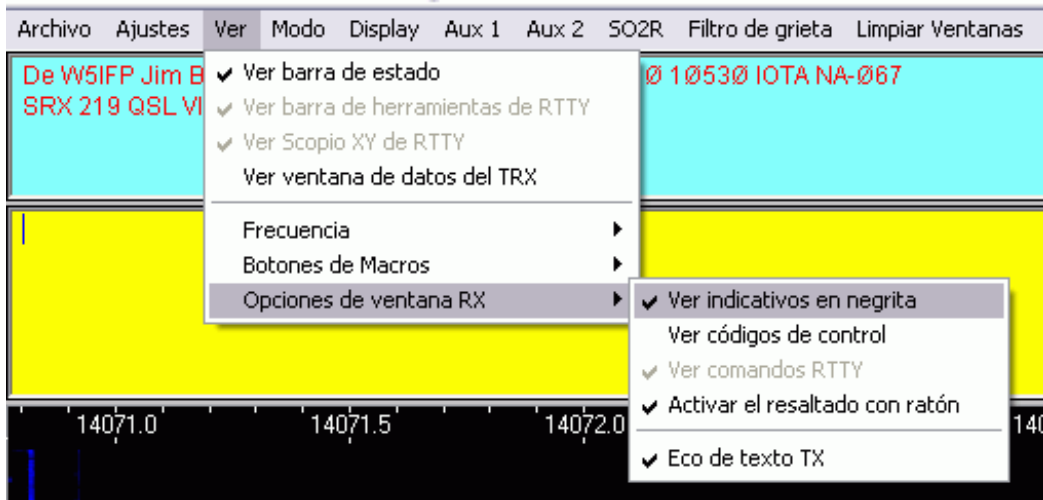 Archivo Ajustes Ver Modo Display Aux 1 Aux 2 SO2R Filtro de grieta Limpiar Ventanas
De W5IFP Jim Ø 1Ø53Ø IOTA NA-Ø67
SRX 219 QSL
Ver barra de estado
Ver barra de herramientas de RTTY
Ver Scopio XY de RTTY
Ver ventana de datos del TRX
Frecuencia
Botones de Macros
Opciones de ventana RX
Ver indicativos en negrita
Ver códigos de control
Ver comandos RTTY
Activar el resaltado con ratón
Eco de texto TX
14071.0 14071.5 14072.0